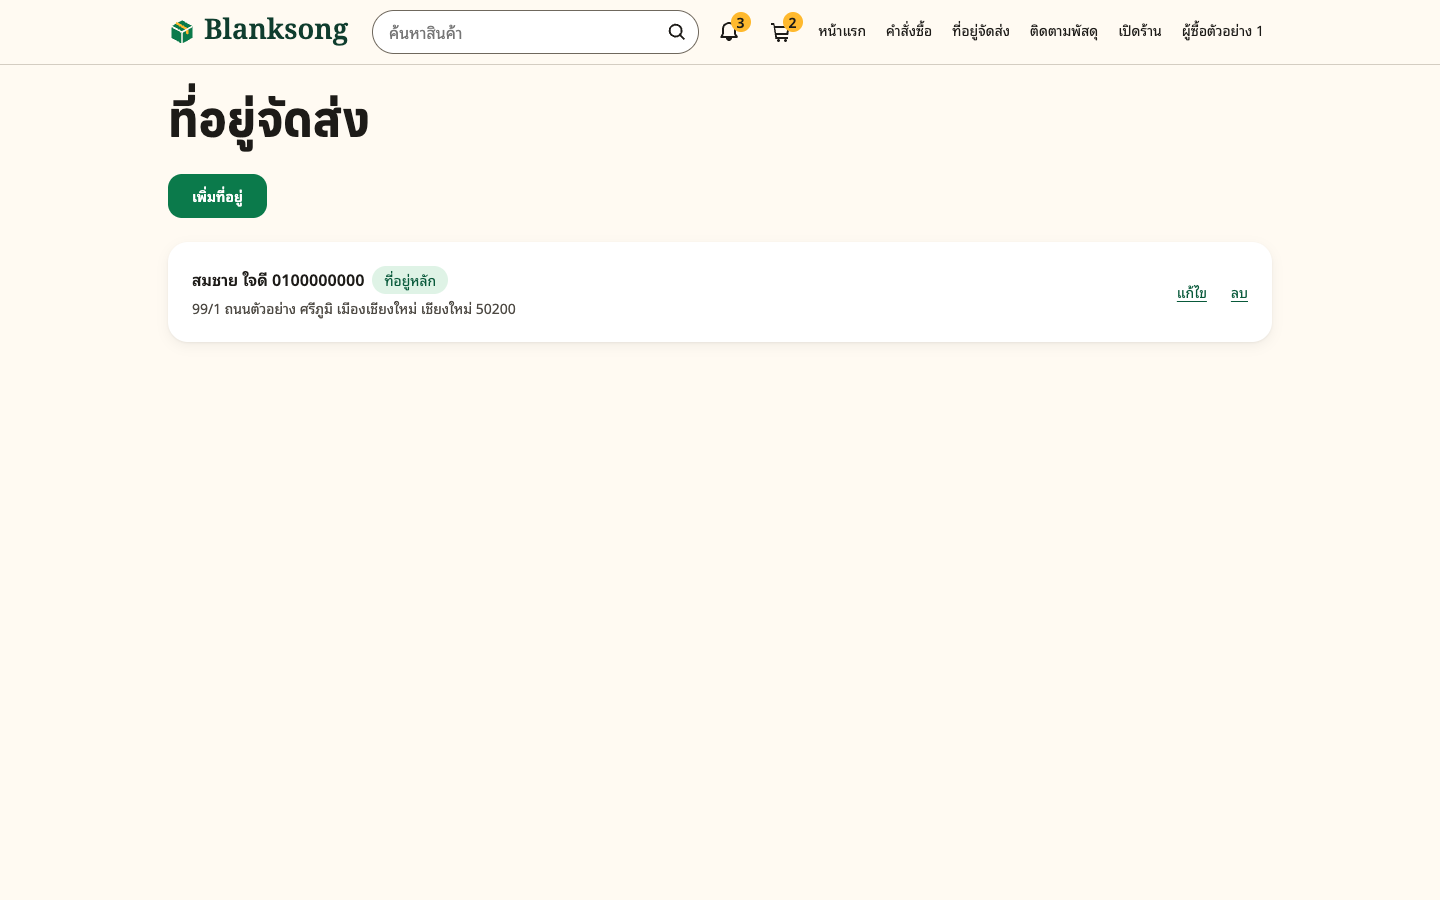 Blanksong
ค้นหาสินค้า
3
2
หน้าแรก
คำสั่งซื้อ
ที่อยู่จัดส่ง
ติดตามพัสดุ
เปิดร้าน
ผู้ซื้อตัวอย่าง 1
ที่อยู่จัดส่ง
เพิ่มที่อยู่
สมชาย ใจดี 0100000000 ที่อยู่หลัก
99/1 ถนนตัวอย่าง ศรีภูมิ เมืองเชียงใหม่ เชียงใหม่ 50200
แก้ไข
ลบ